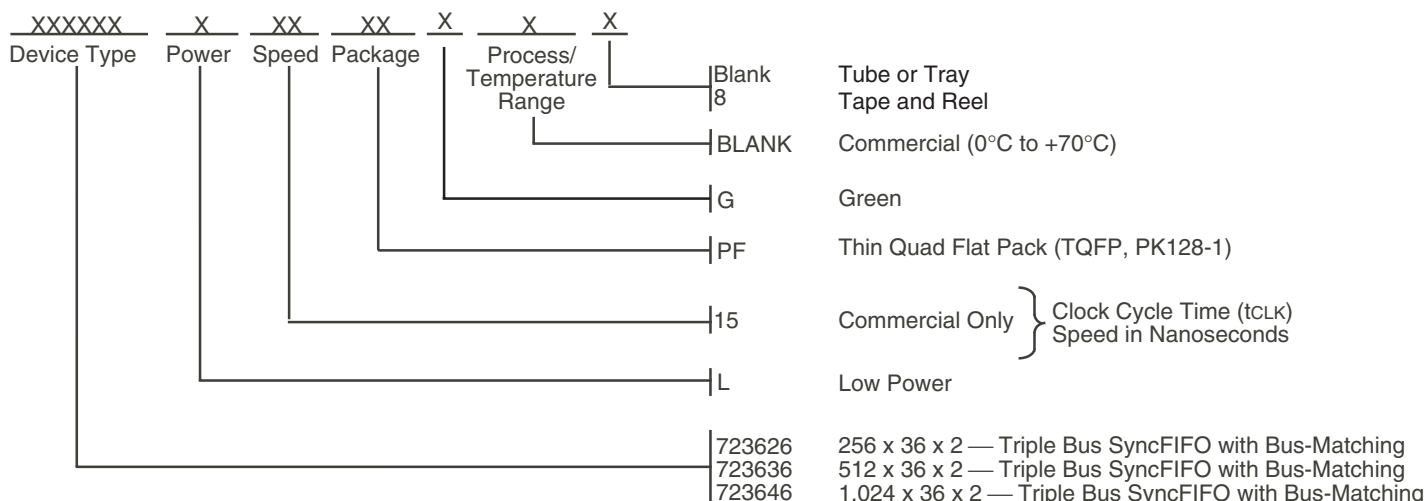 XXXXXX X XX XX X X X
Device Type Power Speed Package Process/
Temperature
Range
Blank Tube or Tray
8 Tape and Reel
BLANK Commercial (0°C to +70°C)
G Green
PF Thin Quad Flat Pack (TQFP, PK128-1)
15 Commercial Only Clock Cycle Time (tCLK)
Speed in Nanoseconds
L Low Power
723626 256 x 36 x 2 — Triple Bus SyncFIFO with Bus-Matching
723636 512 x 36 x 2 — Triple Bus SyncFIFO with Bus-Matching
723646 1,024 x 36 x 2 — Triple Bus SyncFIFO with Bus-Matching